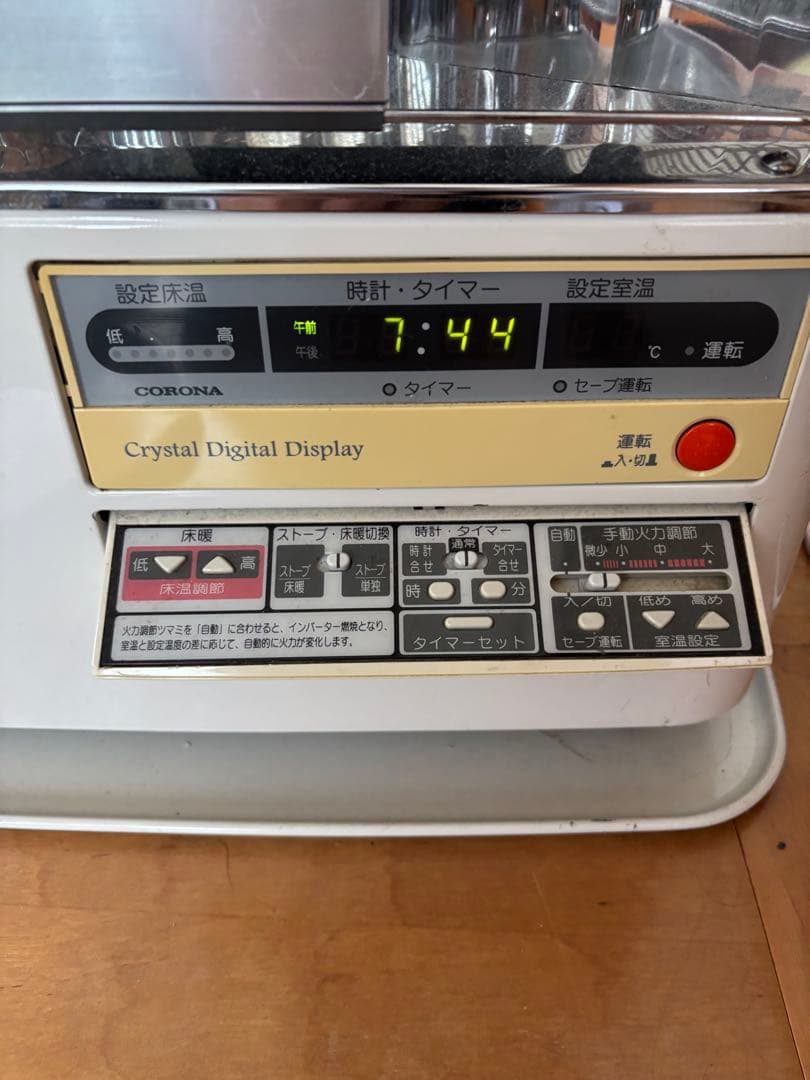 設定床温 時計・タイマー 設定室温
低 高 午前 7:44
午後 ℃ 運転
CORONA タイマー セーブ運転
Crystal Digital Display 運転
入・切
床暖 ストーブ・床暖切換 時計・タイマー 自動 手動火力調節
低 高 時計合せ 通常 タイマー合せ 微少 小 中 大
床温調節 ストーブ床暖 ストーブ単独 時 分
入/切 低め 高め
火力調節ツマミを「自動」に合わせると、インバーター燃焼となり、
室温と設定温度の差に応じて、自動的に火力が変化します。
タイマーセット セーブ運転 室温設定